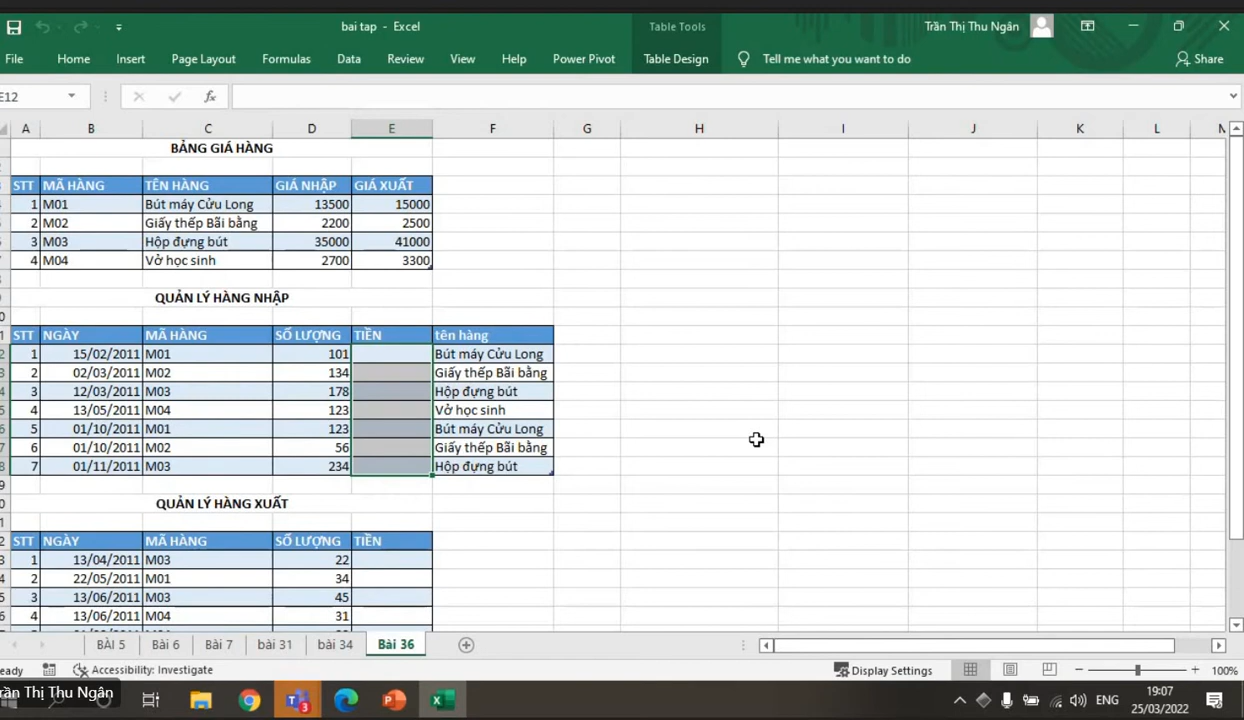 bai tap - Excel
Table Tools
Trần Thị Thu Ngân
File Home Insert Page Layout Formulas Data Review View Help Power Pivot Table Design Tell me what you want to do Share
E12 fx
A B C D E F G H I J K L M
BẢNG GIÁ HÀNG
STT MÃ HÀNG TÊN HÀNG GIÁ NHẬP GIÁ XUẤT
1 M01 Bút máy Cửu Long 13500 15000
2 M02 Giấy thếp Bãi bằng 2200 2500
3 M03 Hộp đựng bút 35000 41000
4 M04 Vở học sinh 2700 3300
QUẢN LÝ HÀNG NHẬP
STT NGÀY MÃ HÀNG SỐ LƯỢNG TIỀN tên hàng
1 15/02/2011 M01 101 Bút máy Cửu Long
2 02/03/2011 M02 134 Giấy thếp Bãi bằng
3 12/03/2011 M03 178 Hộp đựng bút
4 13/05/2011 M04 123 Vở học sinh
5 01/10/2011 M01 123 Bút máy Cửu Long
6 01/10/2011 M02 56 Giấy thếp Bãi bằng
7 01/11/2011 M03 234 Hộp đựng bút
QUẢN LÝ HÀNG XUẤT
STT NGÀY MÃ HÀNG SỐ LƯỢNG TIỀN
1 13/04/2011 M03 22
2 22/05/2011 M01 34
3 13/06/2011 M03 45
4 13/06/2011 M04 31
BÀI 5 Bài 6 Bài 7 bài 31 bài 34 Bài 36
eady Accessibility: Investigate Display Settings 100%
rần Thị Thu Ngân
3
ENG
19:07
25/03/2022